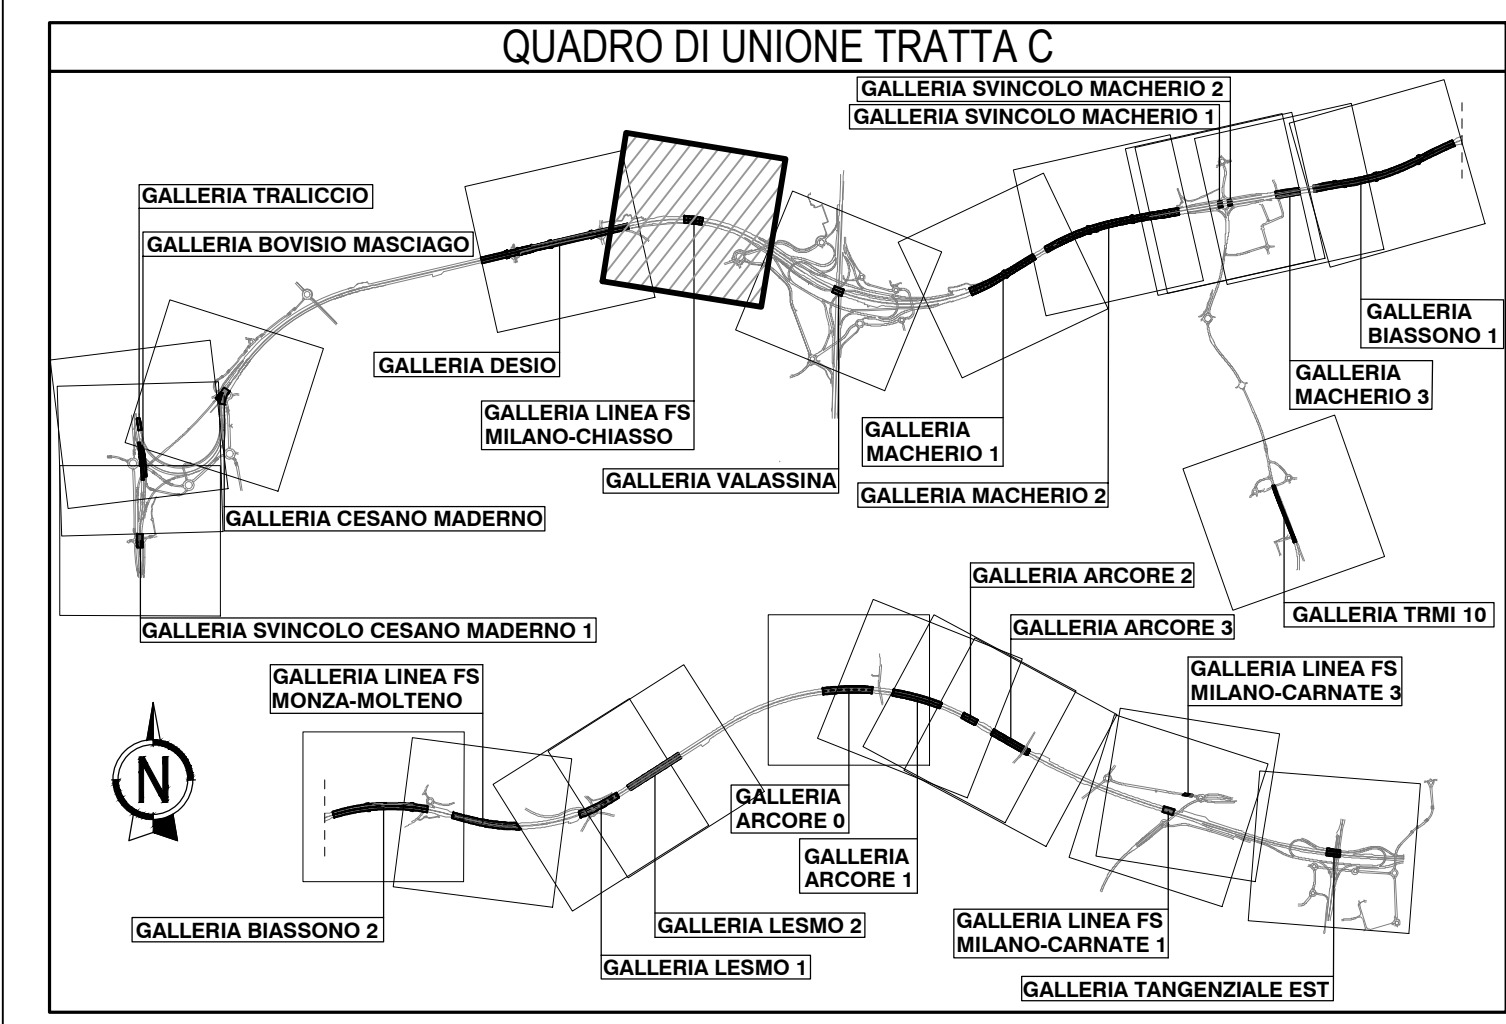 QUADRO DI UNIONE TRATTA C
GALLERIA SVINCOLO MACHERIO 2
GALLERIA SVINCOLO MACHERIO 1
GALLERIA TRALICCIO
GALLERIA BOVISIO MASCIAGO
GALLERIA DESIO
GALLERIA LINEA FS
MILANO-CHIASSO
GALLERIA VALASSINA
GALLERIA
MACHERIO 1
GALLERIA MACHERIO 2
GALLERIA
BIASSONO 1
GALLERIA
MACHERIO 3
GALLERIA CESANO MADERNO
GALLERIA SVINCOLO CESANO MADERNO 1
GALLERIA TRMI 10
GALLERIA ARCORE 2
GALLERIA ARCORE 3
GALLERIA LINEA FS
MONZA-MOLTENO
GALLERIA LINEA FS
MILANO-CARNATE 3
N
GALLERIA
ARCORE 0
GALLERIA
ARCORE 1
GALLERIA BIASSONO 2
GALLERIA LESMO 2
GALLERIA LESMO 1
GALLERIA LINEA FS
MILANO-CARNATE 1
GALLERIA TANGENZIALE EST